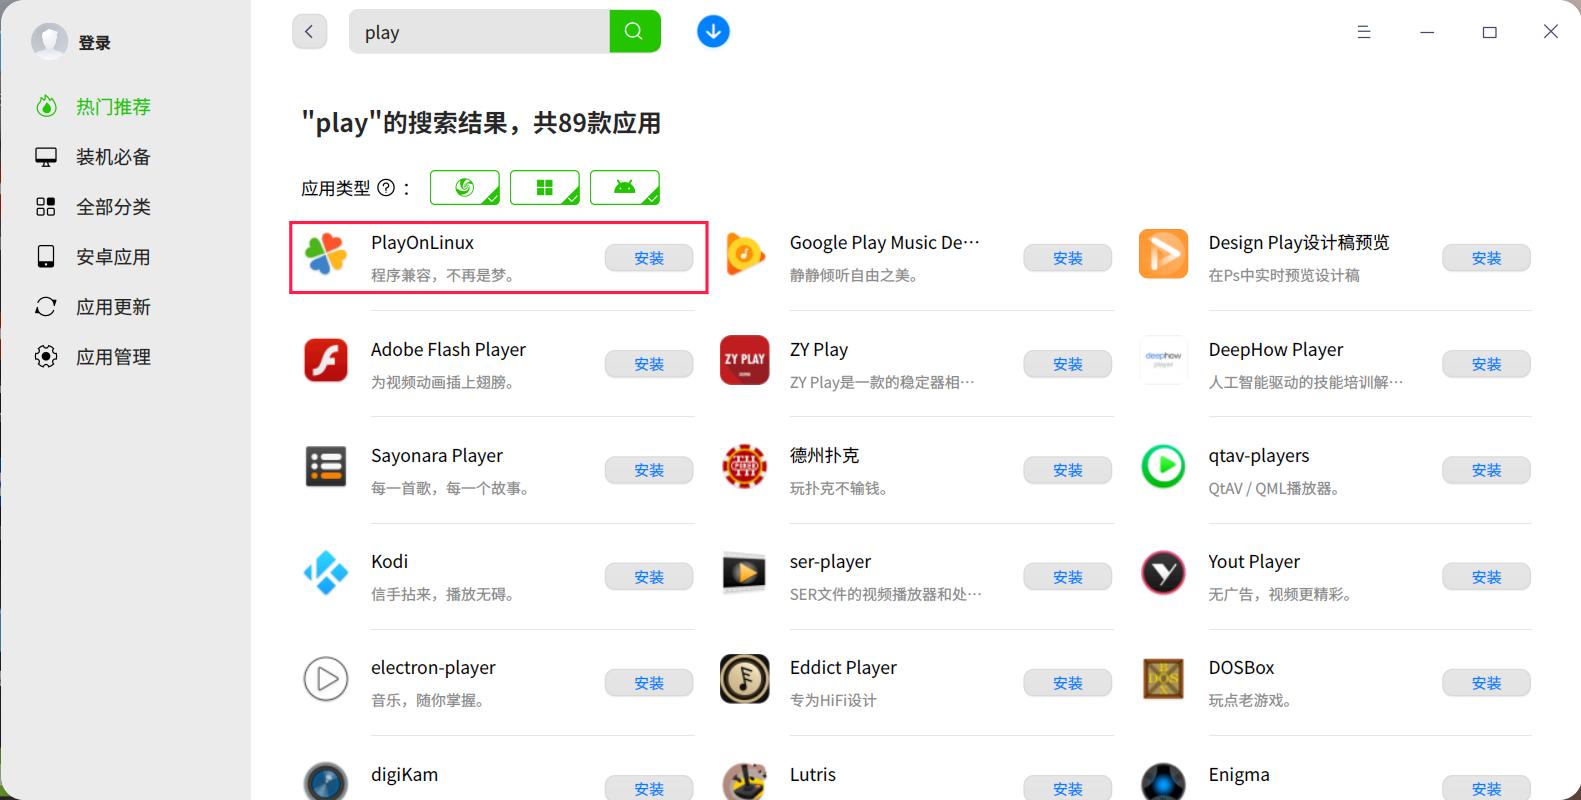 登录
play
热门推荐
装机必备
全部分类
安卓应用
应用更新
应用管理
"play"的搜索结果，共89款应用
应用类型 ? ：
PlayOnLinux
程序兼容，不再是梦。
安装
Google Play Music De···
静静倾听自由之美。
安装
Design Play设计稿预览
在Ps中实时预览设计稿
安装
Adobe Flash Player
为视频动画插上翅膀。
安装
ZY PLAY
ZY Play
ZY Play是一款的稳定器相···
安装
deephow
player
DeepHow Player
人工智能驱动的技能培训解···
安装
Sayonara Player
每一首歌，每一个故事。
安装
TH
POKER
德州扑克
玩扑克不输钱。
安装
qtav-players
QtAV / QML播放器。
安装
Kodi
信手拈来，播放无碍。
安装
ser-player
SER文件的视频播放器和处···
安装
Yout Player
无广告，视频更精彩。
安装
electron-player
音乐，随你掌握。
安装
Eddict Player
专为HiFi设计
安装
DOS
DOSBox
玩点老游戏。
安装
digiKam
安装
Lutris
安装
Enigma
安装